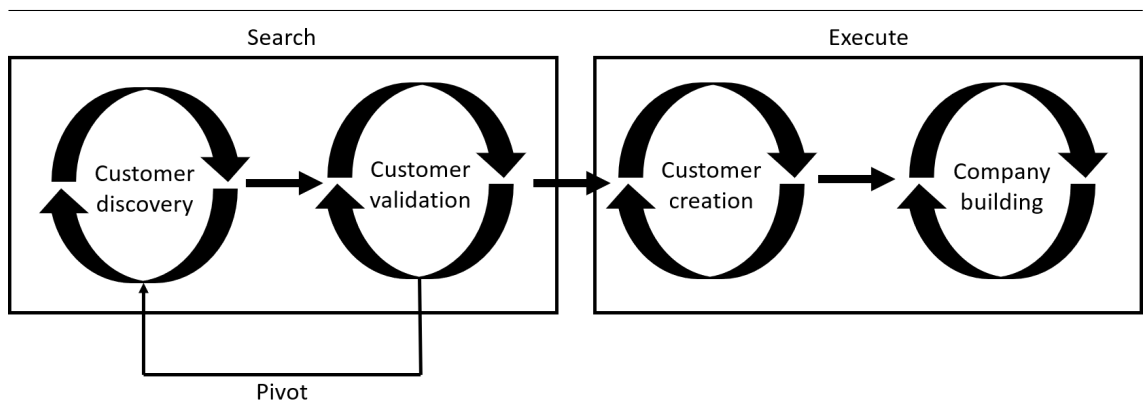 Search
Execute
Customer
discovery
Customer
validation
Customer
creation
Company
building
Pivot